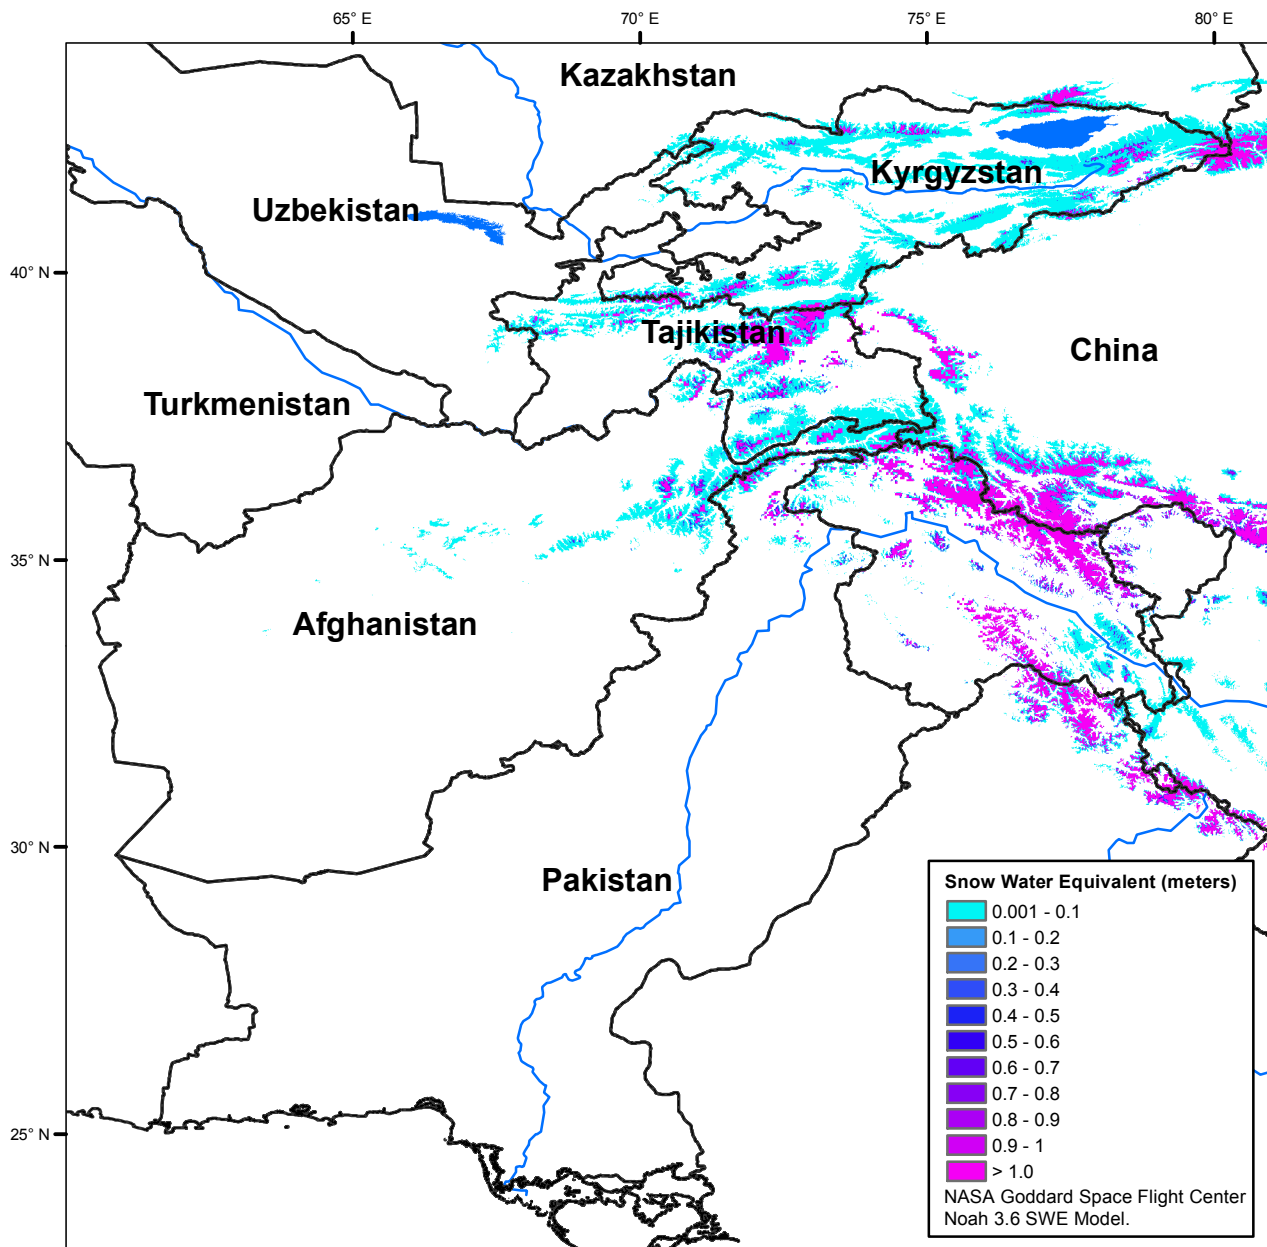 65° E
70° E
75° E
80° E
Kazakhstan
Kyrgyzstan
Uzbekistan
40° N
Tajikistan
China
Turkmenistan
35° N
Afghanistan
30° N
Pakistan
25° N
Snow Water Equivalent (meters)
0.001 - 0.1
0.1 - 0.2
0.2 - 0.3
0.3 - 0.4
0.4 - 0.5
0.5 - 0.6
0.6 - 0.7
0.7 - 0.8
0.8 - 0.9
0.9 - 1
> 1.0
NASA Goddard Space Flight Center
Noah 3.6 SWE Model.